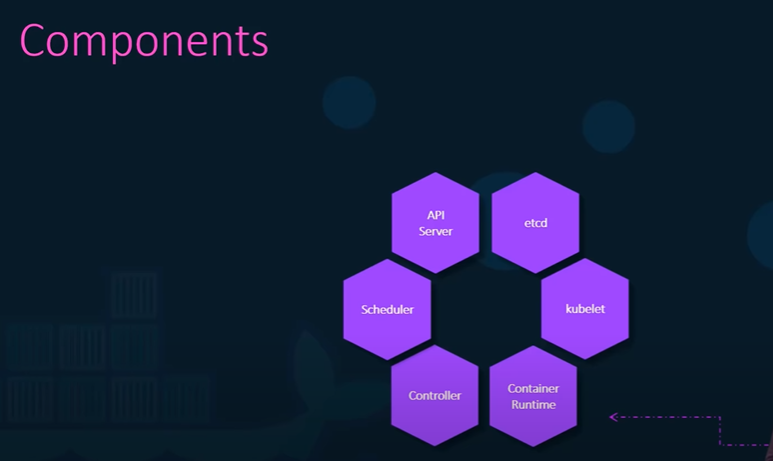 Components
API
Server
etcd
Scheduler
kubelet
Controller
Container
Runtime